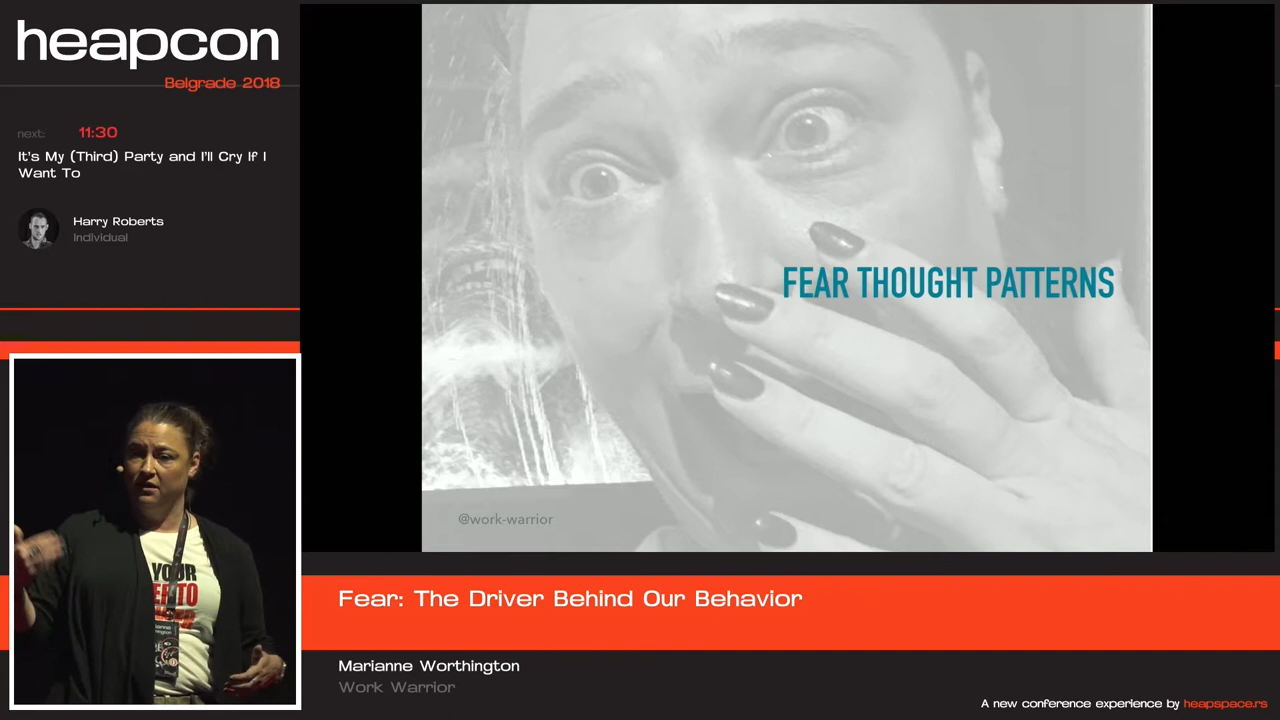 heapcon
Belgrade 2018
next: 11:30
It's My (Third) Party and I'll Cry If I
Want To
Harry Roberts
Individual
FEAR THOUGHT PATTERNS
@work-warrior
YOUR
TO
Fear: The Driver Behind Our Behavior
Marianne Worthington
Work Warrior
A new conference experience by heapspace.rs